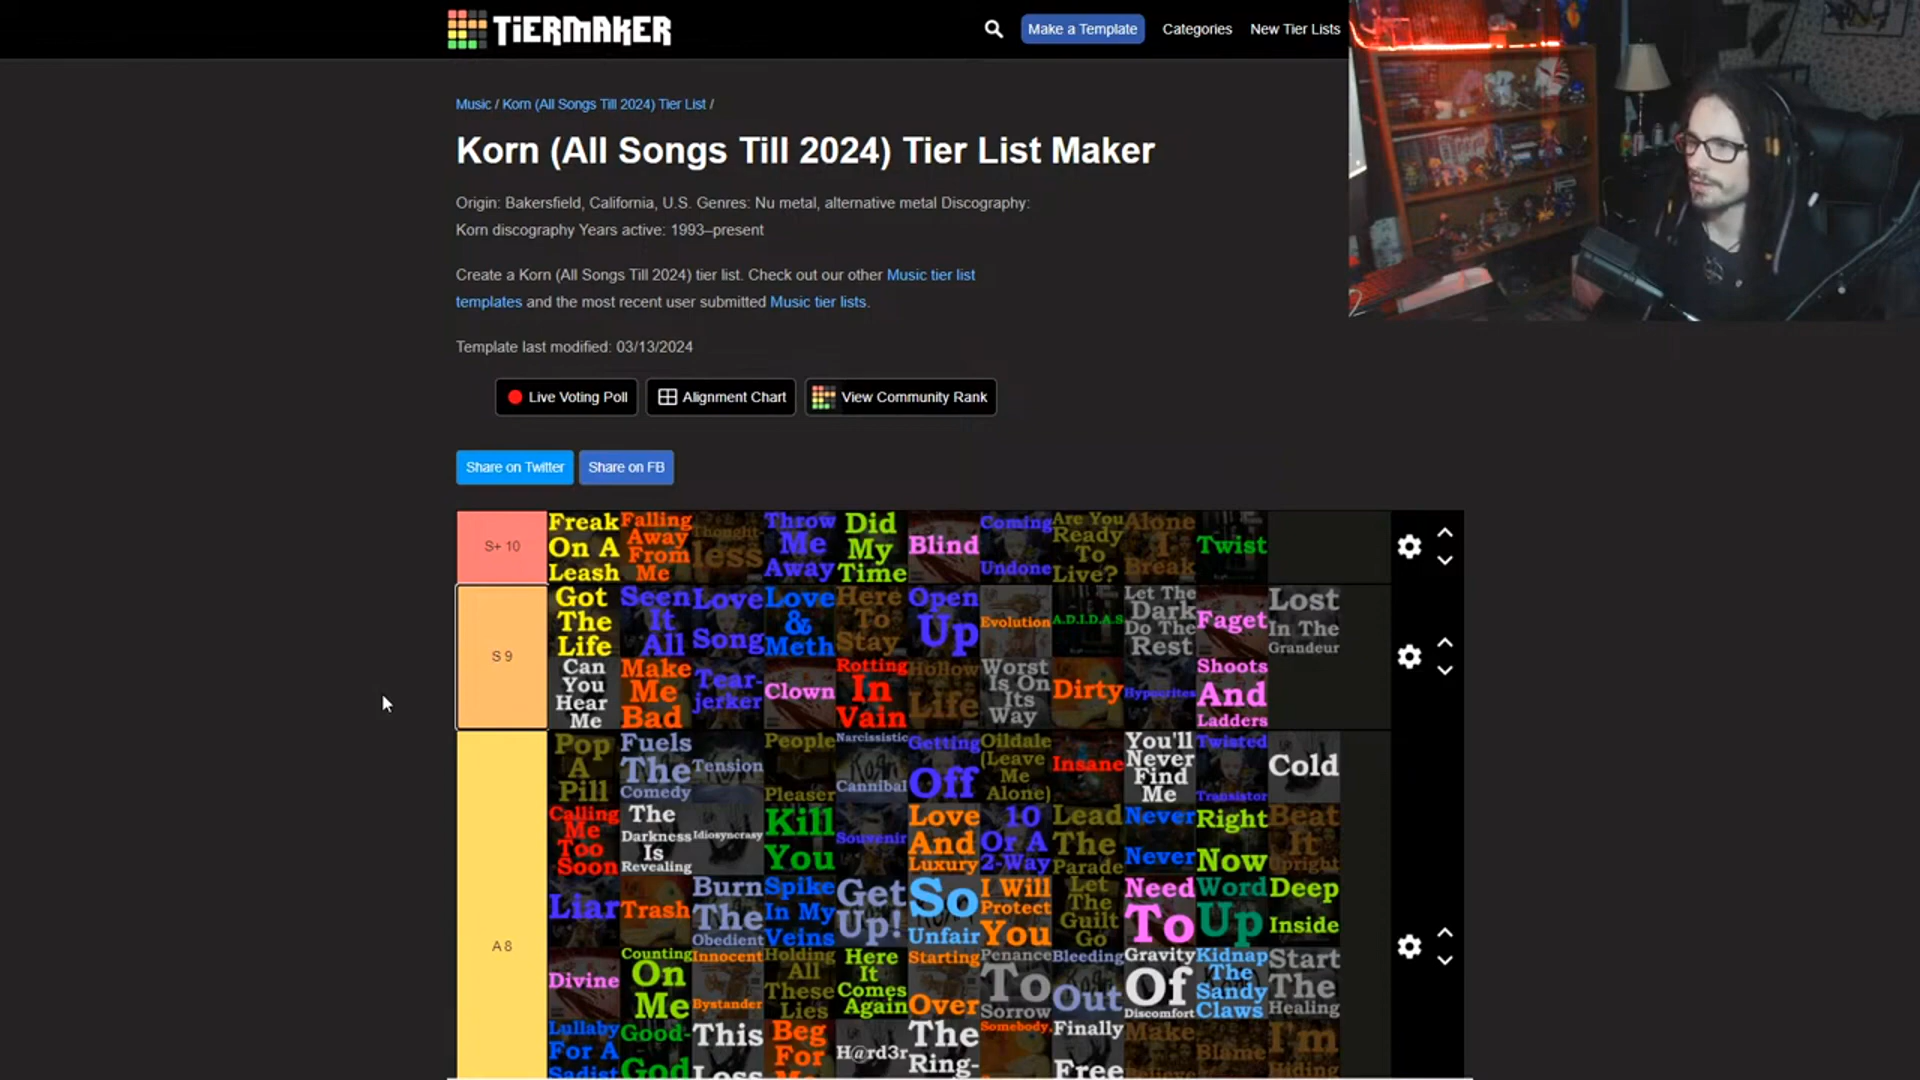 TiERMAKER
Make a Template
Categories
New Tier Lists
Music / Korn (All Songs Till 2024) Tier List /
Korn (All Songs Till 2024) Tier List Maker
Origin: Bakersfield, California, U.S. Genres: Nu metal, alternative metal Discography:
Korn discography Years active: 1993–present
Create a Korn (All Songs Till 2024) tier list. Check out our other Music tier list
templates and the most recent user submitted Music tier lists.
Template last modified: 03/13/2024
Live Voting Poll
Alignment Chart
View Community Rank
Share on Twitter
Share on FB
S+ 10
Freak
On A
Leash
Falling
Away
From
Me
Thought-
less
Throw
Me
Away
Did
My
Time
Blind
Coming
Undone
Are You
Ready
To
Live?
Alone
I
Break
Twist
S 9
Got
The
Life
Seen
It
All
Love
Song
Love
&
Meth
Here
To
Stay
Open
Up
Evolution
A.D.I.D.A.S
Let The
Dark
Do The
Rest
Faget
Lost
In The
Grandeur
Can
You
Hear
Me
Make
Me
Bad
Tear-
jerker
Clown
Rotting
In
Vain
Hollow
Life
Worst
Is On
Its
Way
Dirty
Hypocrites
Shoots
And
Ladders
A 8
Pop
A
Pill
Fuels
The
Comedy
Tension
People
Pleaser
Narcissistic
Cannibal
Getting
Off
Oildale
(Leave
Me
Alone)
Insane
You'll
Never
Find
Me
Twisted
Transistor
Cold
Calling
Me
Too
Soon
The
Darkness
Is
Revealing
Idiosyncrasy
Kill
You
Souvenir
Love
And
Luxury
10
Or A
2-Way
Lead
The
Parade
Never
Never
Right
Now
Beat
It
Upright
Liar
Trash
Burn
The
Obedient
Spike
In My
Veins
Get
Up!
So
Unfair
I Will
Protect
You
Let
The
Guilt
Go
Need
To
Word
Up
Deep
Inside
Divine
Counting
On
Me
Innocent
Bystander
Holding
All
These
Lies
Here
It
Comes
Again
Starting
Over
Penance
To
Sorrow
Bleeding
Out
Gravity
Of
Discomfort
Kidnap
The
Sandy
Claws
Start
The
Healing
Lullaby
For A
Sadist
Good-
God
This
Loss
Beg
For
Me
H@rd3r
The
Ring-
Somebody,
Finally
Free
Make
Believe
Blame
I'm
Hiding